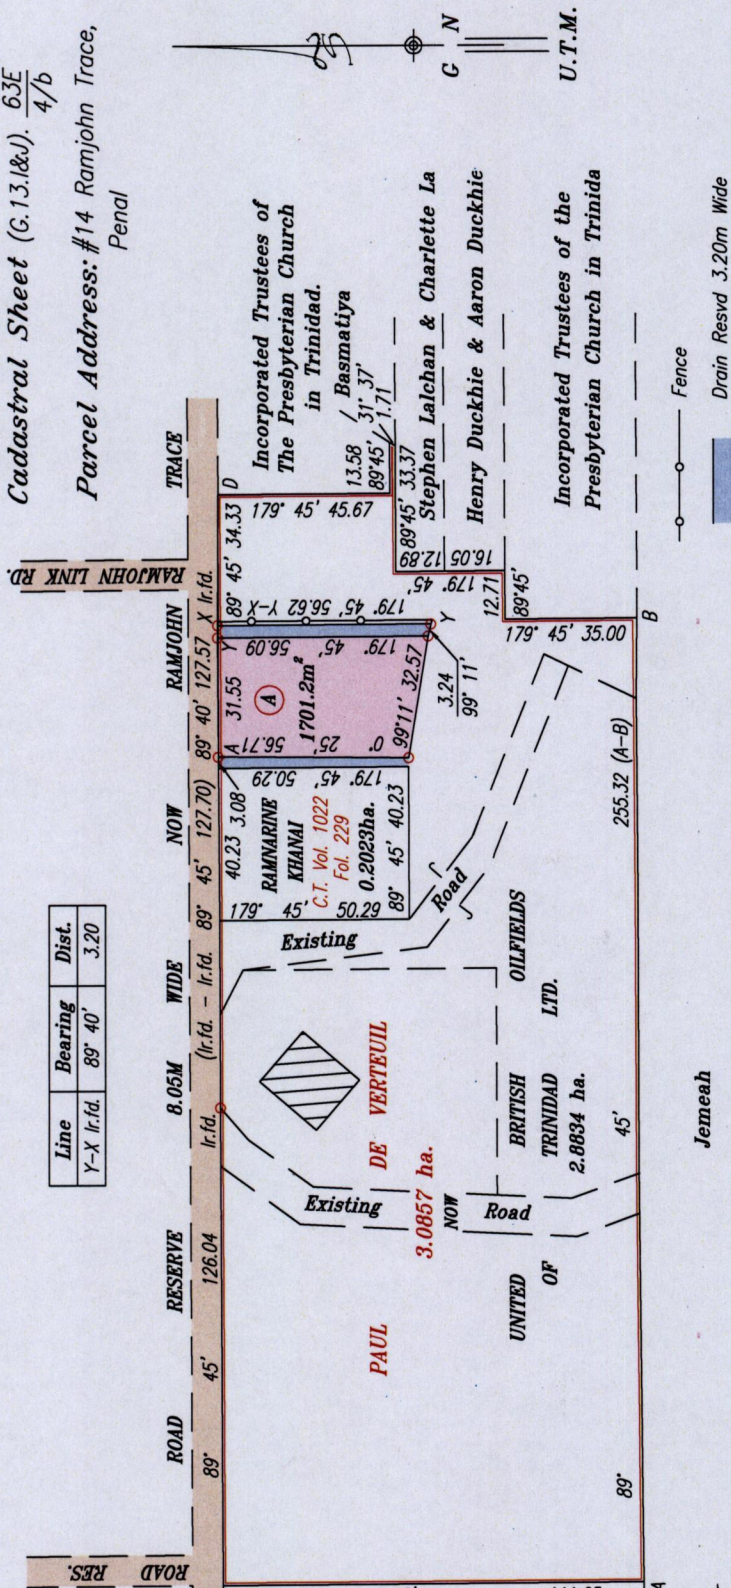 Cadastral Sheet (G.13.I&J). 63E
4/b
Parcel Address: #14 Ramjohn Trace,
Penal
G N
U.T.M.
Line Bearing Dist.
Y-X Ir.fd. 89° 40' 3.20
ROAD RES.
ROAD RESERVE 8.05M WIDE NOW RAMJOHN TRACE
RAMJOHN LINK RD.
89° 45' 126.04 Ir.fd. (Ir.fd. - Ir.fd. 89° 45' 127.70) 89° 40' 127.57 X Ir.fd.
89° 45' 34.33 D
40.23 3.08 A 31.55 Y
179° 45' 50.29
RAMNARINE
KHANAI
C.T. Vol. 1022
Fol. 229
0.2023ha.
89° 45' 40.23
179° 45' 50.29
0° 25' 56.71
A
1701.2m²
179° 45' 56.09
179° 45' 56.62 Y-X
99°11' 32.57
Y
3.24
99° 11'
179° 45' 45.67
Incorporated Trustees of
The Presbyterian Church
in Trinidad.
Basmatiya
13.58
89°45'
31° 37'
1.71
89°45' 33.37
Stephen Lalchan & Charlette La
179° 45' 12.89
16.05
Henry Duckhie & Aaron Duckhie
12.71
89°45'
179° 45' 35.00
Incorporated Trustees of the
Presbyterian Church in Trinida
B
Existing
Road
PAUL DE VERTEUIL
3.0857 ha.
NOW
Existing
Road
UNITED BRITISH OILFIELDS
OF TRINIDAD LTD.
2.8834 ha.
89° 45' 255.32 (A-B)
A
Jemeah
Fence
Drain Resvd 3.20m Wide